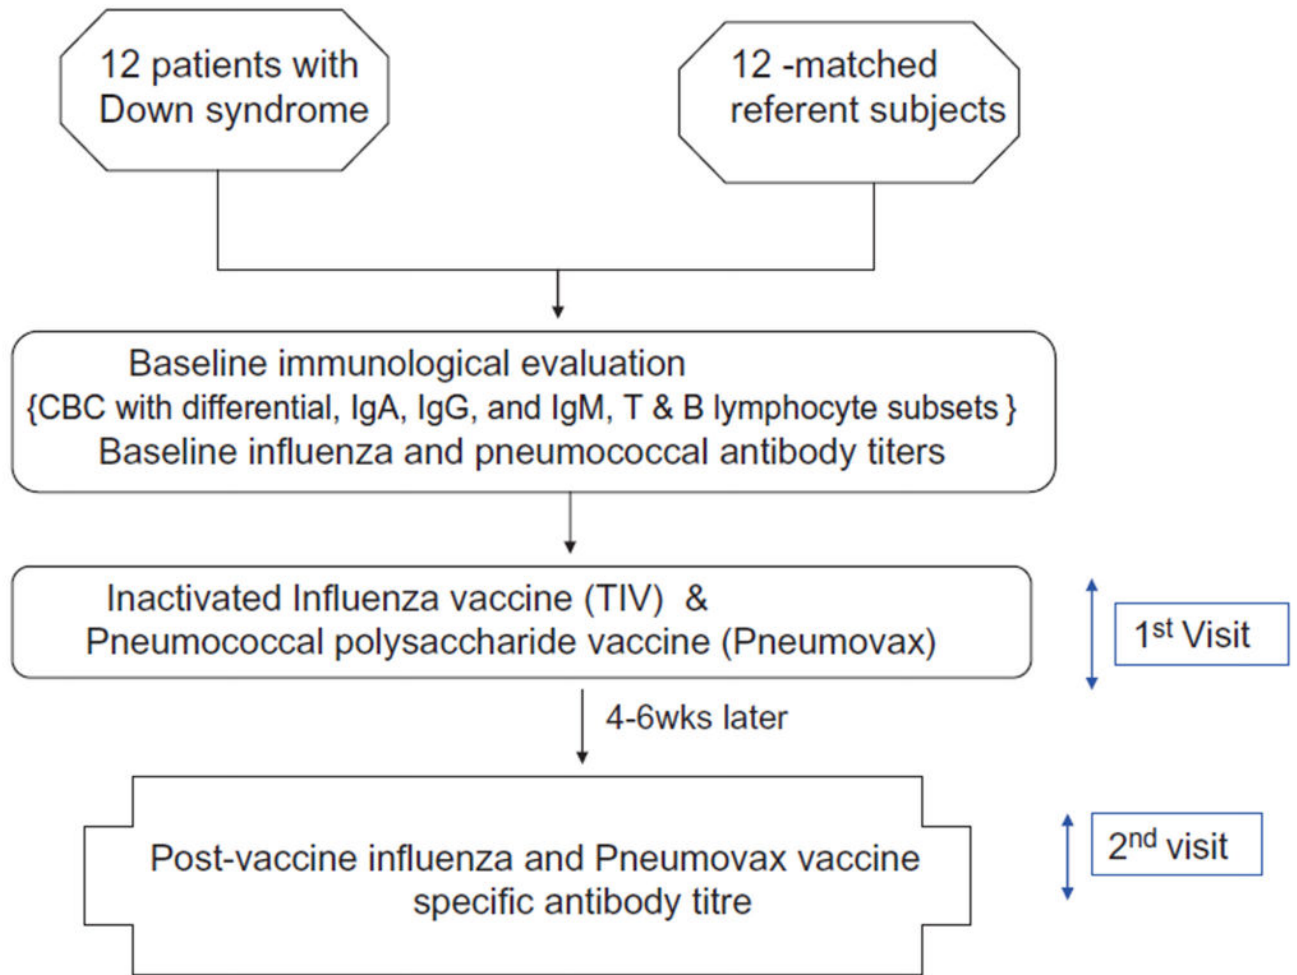 12 patients with
Down syndrome
12 -matched
referent subjects
Baseline immunological evaluation
{CBC with differential, IgA, IgG, and IgM, T & B lymphocyte subsets }
Baseline influenza and pneumococcal antibody titers
Inactivated Influenza vaccine (TIV) &
Pneumococcal polysaccharide vaccine (Pneumovax)
1st Visit
4-6wks later
Post-vaccine influenza and Pneumovax vaccine
specific antibody titre
2nd visit